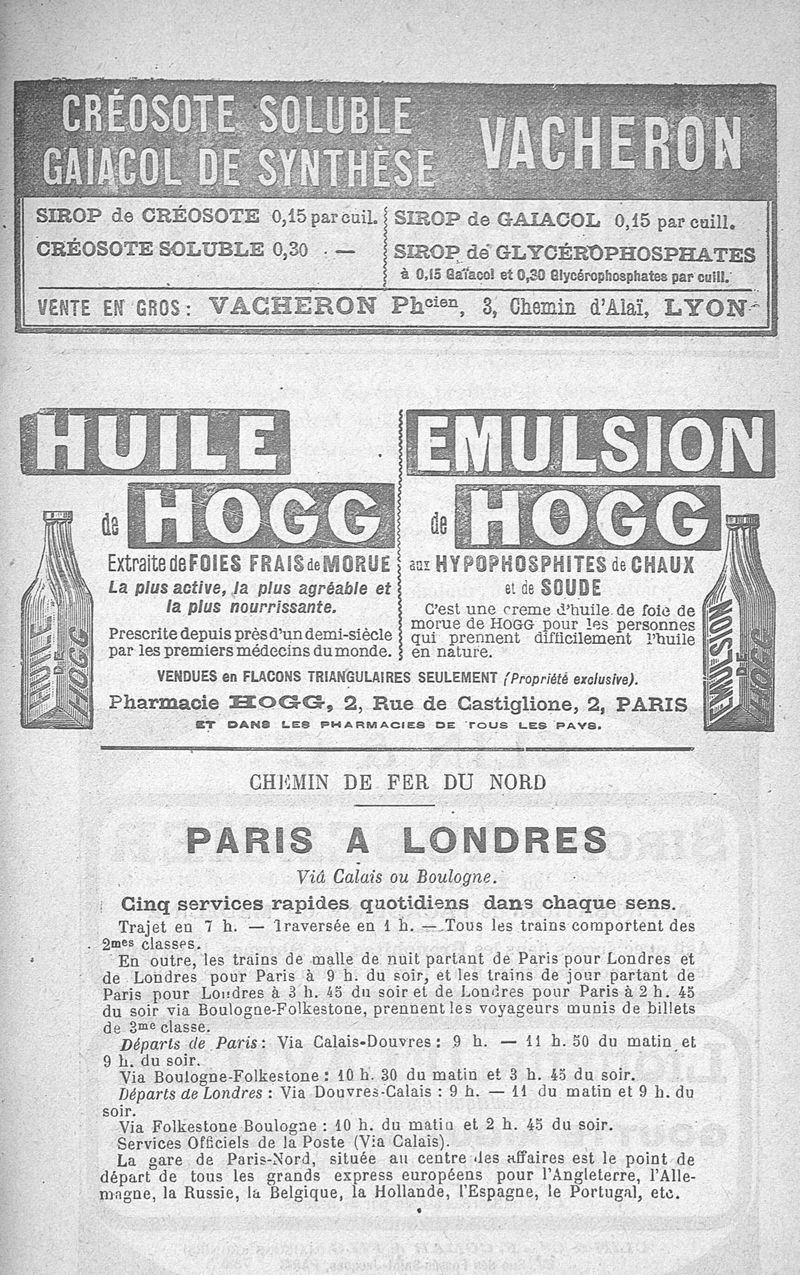 CRÉOSOTE SOLUBLE
GAIACOL DE SYNTHÈSE
VACHERON
SIROP de CRÉOSOTE 0,15 par cuil.
CRÉOSOTE SOLUBLE 0,30 —
SIROP de GAIACOL 0,15 par cuill.
SIROP de GLYCÉROPHOSPHATES
à 0,15 Gaïacol et 0,30 Glycérophosphates par cuill.
VENTE EN GROS : VACHERON Phcien, 3, Chemin d'Alaï, LYON
HUILE
de HOGG
Extraite de FOIES FRAIS de MORUE
La plus active, la plus agréable et
la plus nourrissante.
Prescrite depuis près d'un demi-siècle
par les premiers médecins du monde.
HUILE
DE
HOGG
EMULSION
de HOGG
aux HYPOPHOSPHITES de CHAUX
et de SOUDE
C'est une creme d'huile de foie de
morue de HOGG pour les personnes
qui prennent difficilement l'huile
en nature.
EMULSION
DE
HOGG
VENDUES en FLACONS TRIANGULAIRES SEULEMENT (Propriété exclusive).
Pharmacie HOGG, 2, Rue de Castiglione, 2, PARIS
ET DANS LES PHARMACIES DE TOUS LES PAYS.
CHEMIN DE FER DU NORD
PARIS A LONDRES
Viâ Calais ou Boulogne.
Cinq services rapides quotidiens dans chaque sens.
Trajet en 7 h. — Traversée en 1 h. — Tous les trains comportent des
2mes classes.
En outre, les trains de malle de nuit partant de Paris pour Londres et
de Londres pour Paris à 9 h. du soir, et les trains de jour partant de
Paris pour Londres à 3 h. 45 du soir et de Londres pour Paris à 2 h. 45
du soir via Boulogne-Folkestone, prennent les voyageurs munis de billets
de 3me classe.
Départs de Paris : Via Calais-Douvres : 9 h. — 11 h. 50 du matin et
9 h. du soir.
Via Boulogne-Folkestone : 10 h. 30 du matin et 3 h. 45 du soir.
Départs de Londres : Via Douvres-Calais : 9 h. — 11 du matin et 9 h. du
soir.
Via Folkestone Boulogne : 10 h. du matin et 2 h. 45 du soir.
Services Officiels de la Poste (Via Calais).
La gare de Paris-Nord, située au centre des affaires est le point de
départ de tous les grands express européens pour l'Angleterre, l'Alle-
magne, la Russie, la Belgique, la Hollande, l'Espagne, le Portugal, etc.